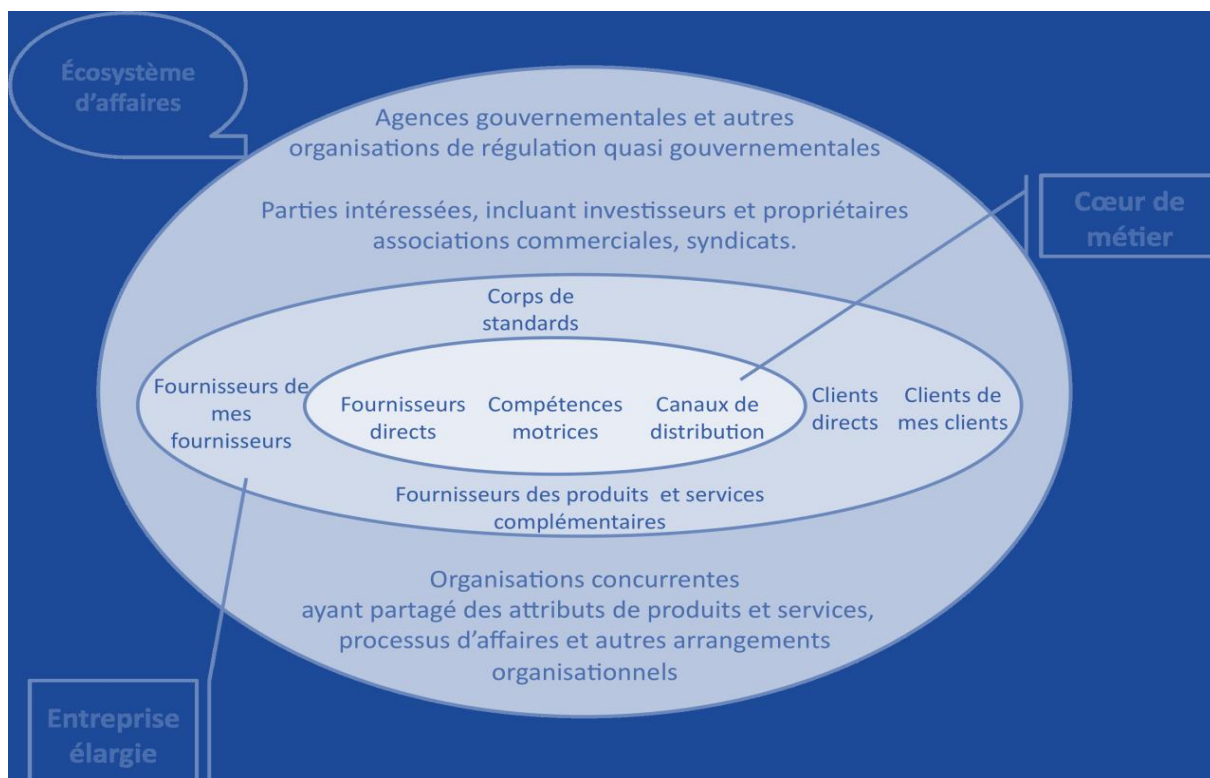 Écosystème
d'affaires
Agences gouvernementales et autres
organisations de régulation quasi gouvernementales
Cœur de
métier
Parties intéressées, incluant investisseurs et propriétaires
associations commerciales, syndicats.
Corps de
standards
Fournisseurs de
mes
fournisseurs
Fournisseurs
directs
Compétences
motrices
Canaux de
distribution
Clients
directs
Clients de
mes clients
Fournisseurs des produits et services
complémentaires
Organisations concurrentes
ayant partagé des attributs de produits et services,
processus d'affaires et autres arrangements
organisationnels
Entreprise
élargie